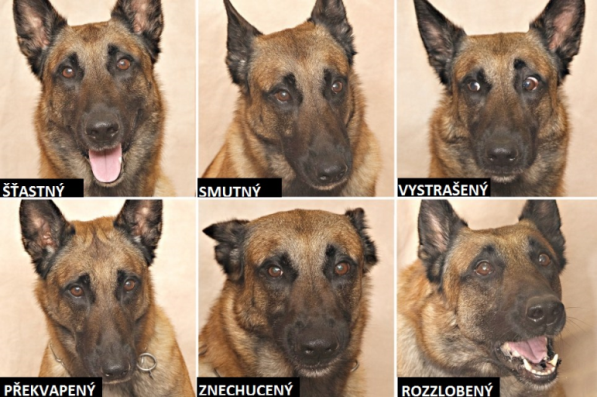 ŠŤASTNÝ
SMUTNÝ
VYSTRAŠENÝ
PŘEKVAPENÝ
ZNECHUCENÝ
ROZZLOBENÝ